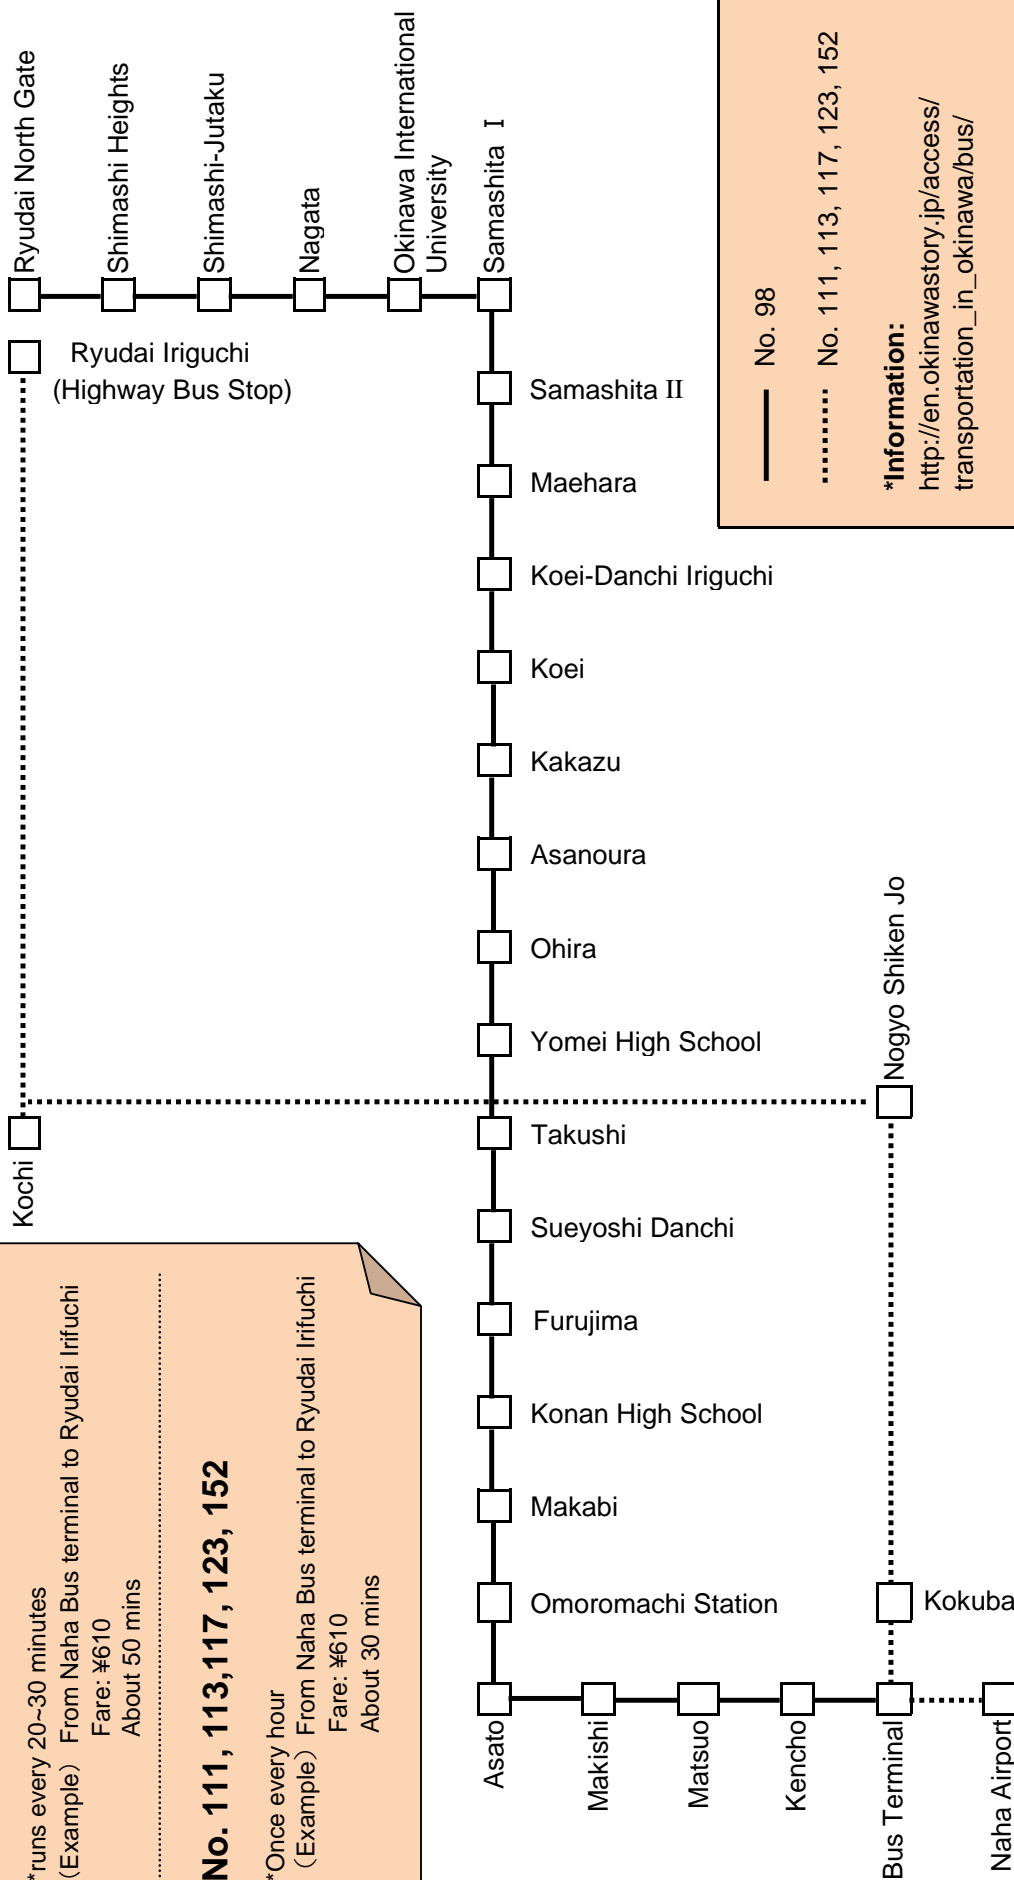 Ryudai North Gate
Shimashi Heights
Shimashi-Jutaku
Nagata
Okinawa International
University
Samashita I
Ryudai Iriguchi
(Highway Bus Stop)
Samashita II
Maehara
Koei-Danchi Iriguchi
Koei
Kakazu
Asanoura
Ohira
Yomei High School
Takushi
Sueyoshi Danchi
Furujima
Konan High School
Makabi
Omoromachi Station
Asato
Makishi
Matsuo
Kencho
Bus Terminal
Naha Airport
Kokuba
Nogyo Shiken Jo
Kochi
No. 98
No. 111, 113, 117, 123, 152
*Information:
http://en.okinawastory.jp/access/
transportation_in_okinawa/bus/
*runs every 20~30 minutes
(Example) From Naha Bus terminal to Ryudai Irifuchi
Fare: ¥610
About 50 mins
No. 111, 113,117, 123, 152
*Once every hour
(Example) From Naha Bus terminal to Ryudai Irifuchi
Fare: ¥610
About 30 mins